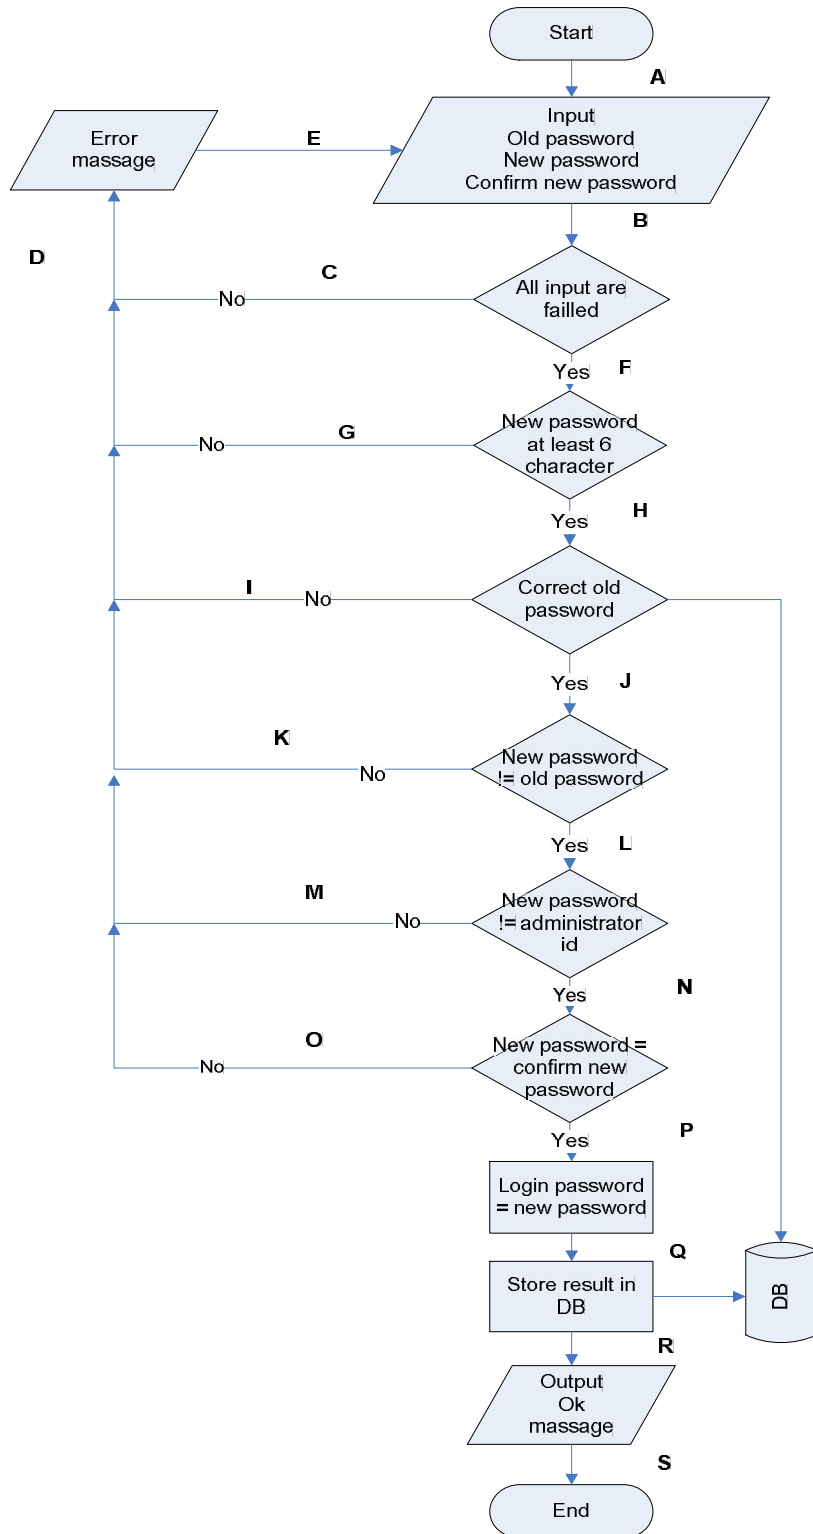 Start
A
Error
massage
E
Input
Old password
New password
Confirm new password
B
D
C
No
All input are
failled
Yes
F
No
G
New password
at least 6
character
Yes
H
I
No
Correct old
password
Yes
J
K
No
New password
!= old password
Yes
L
M
No
New password
!= administrator
id
Yes
N
O
No
New password =
confirm new
password
Yes
P
Login password
= new password
Q
Store result in
DB
DB
R
Output
Ok
massage
S
End